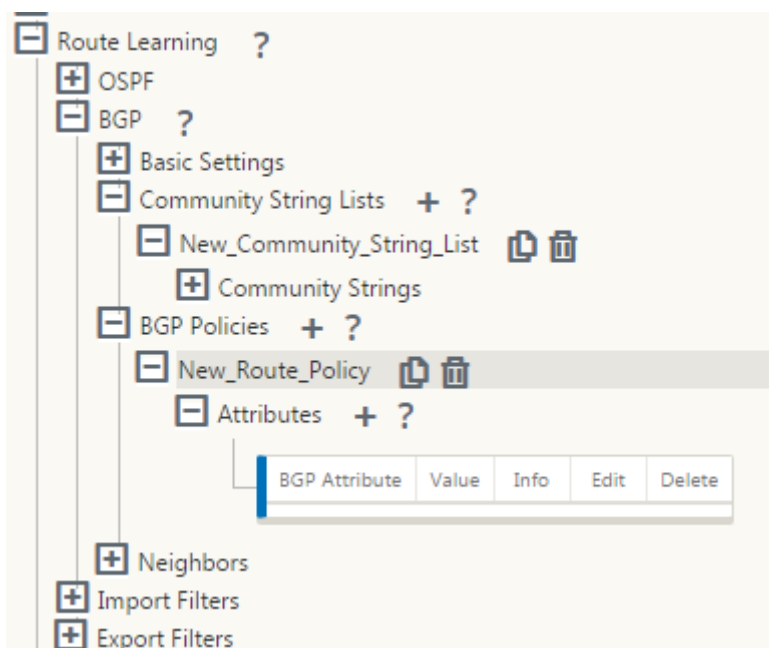 Route Learning ?
OSPF
BGP ?
Basic Settings
Community String Lists + ?
New_Community_String_List
Community Strings
BGP Policies + ?
New_Route_Policy
Attributes + ?
BGP Attribute Value Info Edit Delete
Neighbors
Import Filters
Export Filters